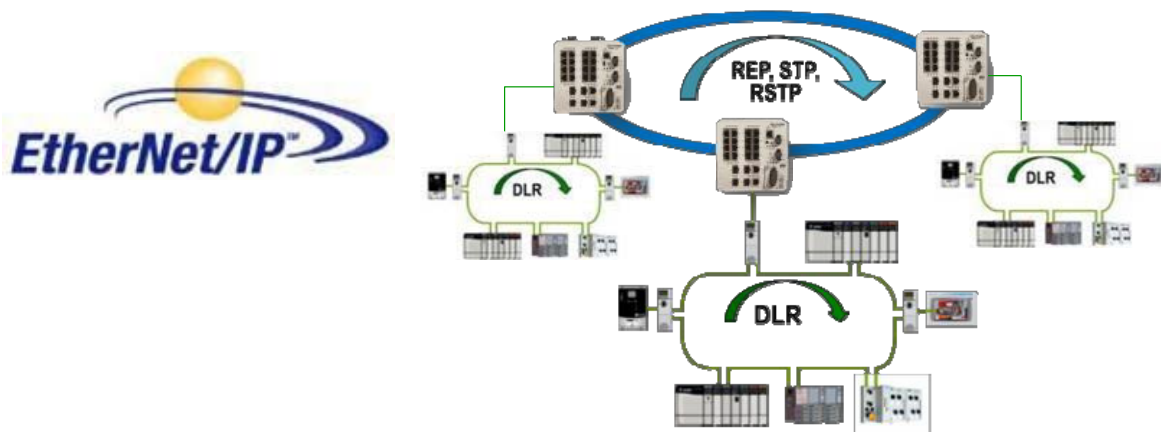 EtherNet/IP™
REP, STP,
RSTP
DLR
DLR
DLR